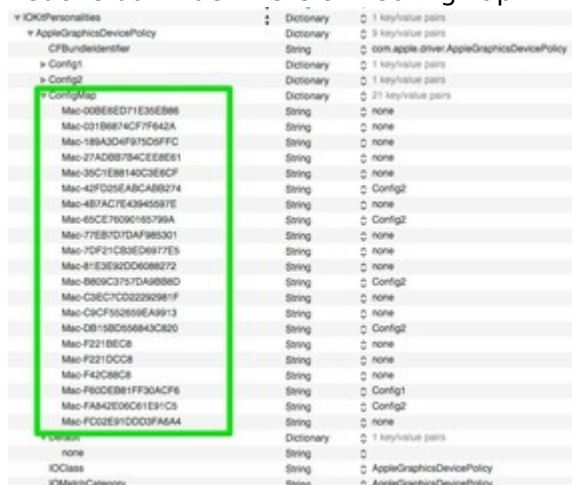 IOKitPersonalities Dictionary 1 key/value pairs
AppleGraphicsDevicePolicy Dictionary 9 key/value pairs
CFBundleIdentifier String com.apple.driver.AppleGraphicsDevicePolicy
Config1 Dictionary 1 key/value pairs
Config2 Dictionary 1 key/value pairs
ConfigMap Dictionary 21 key/value pairs
Mac-00BE6ED71E35EB86 String none
Mac-031B6874CF7F642A String none
Mac-189A3D4F975D5FFC String none
Mac-27ADBB7B4CEE8E61 String none
Mac-35C1E88140C3E6CF String none
Mac-42FD25EABCABB274 String Config2
Mac-4B7AC7E43945597E String none
Mac-65CE76090165799A String Config2
Mac-77EB7D7DAF985301 String none
Mac-7DF21CB3ED6977E5 String none
Mac-81E3E92DD6088272 String none
Mac-B809C3757DA9BB8D String Config2
Mac-C3EC7CD22292981F String none
Mac-C9CF552659EA9913 String none
Mac-DB15BD556843C820 String Config2
Mac-F221BEC8 String none
Mac-F221DCC8 String none
Mac-F42C88C8 String none
Mac-F60DEB81FF30ACF6 String Config1
Mac-FA842E06C61E91C5 String Config2
Mac-FC02E91DDD3FA6A4 String none
Default Dictionary 1 key/value pairs
none String
IOClass String AppleGraphicsDevicePolicy
IOMatchCategory String AppleGraphicsDevicePolicy